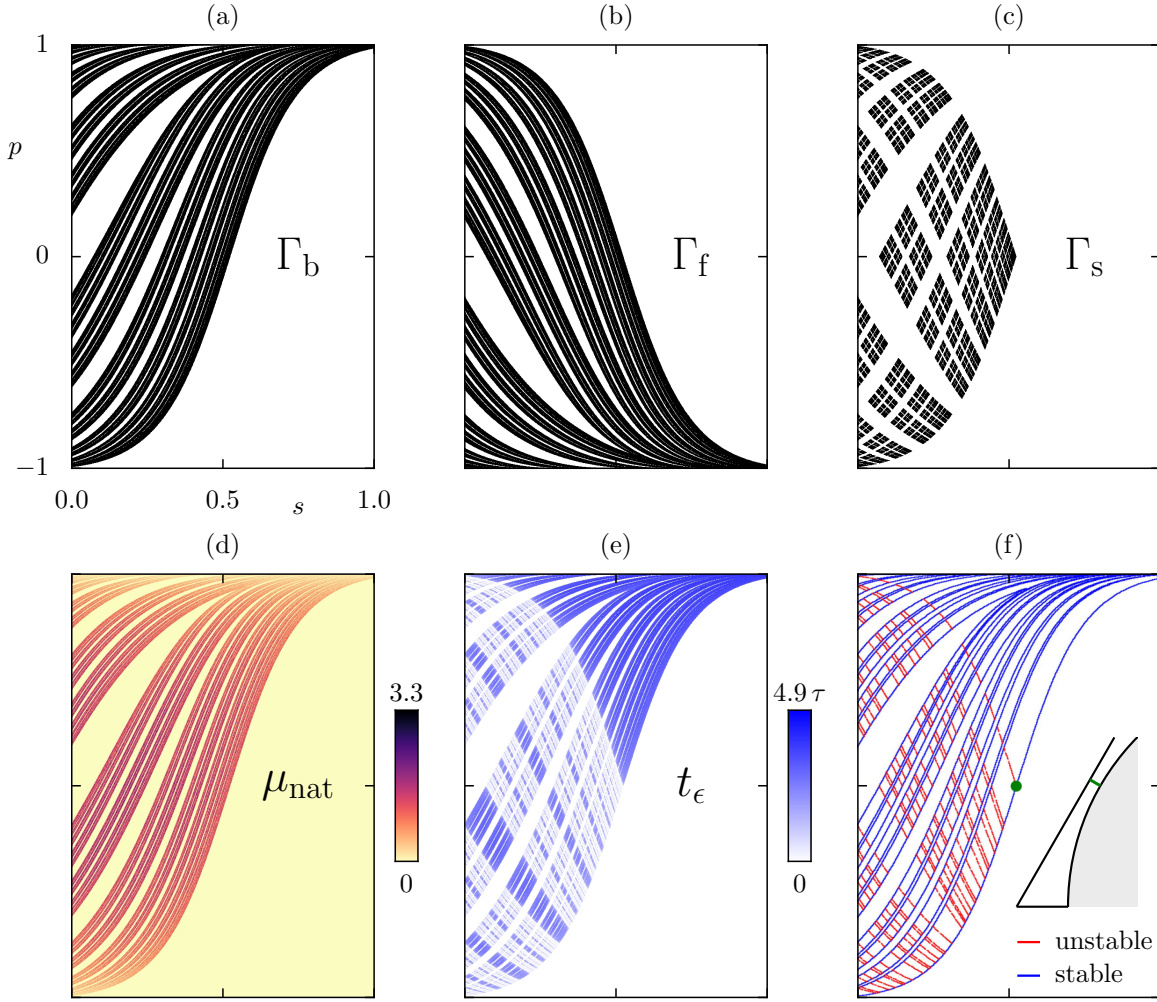 (a) (b) (c)
1
p
0
Γb Γf Γs
−1
0.0 0.5 s 1.0
(d) (e) (f)
3.3 4.9 τ
μnat tϵ
0 0
unstable
stable